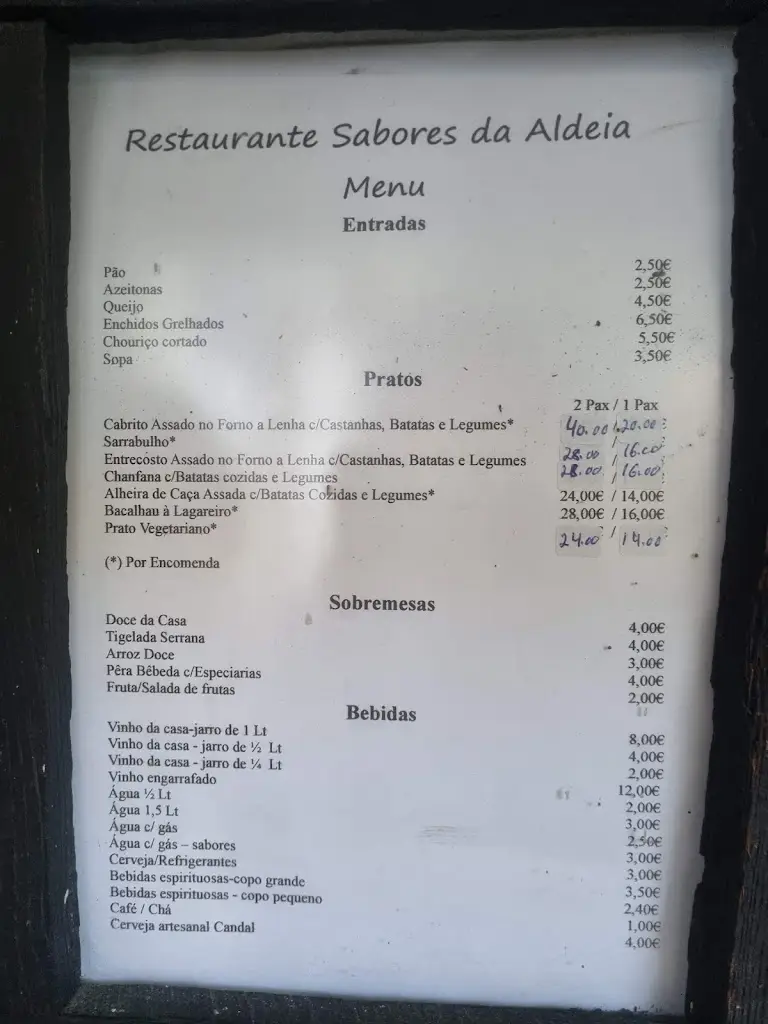 Restaurante Sabores da Aldeia
Menu
Entradas
Pão 2,50€
Azeitonas 2,50€
Queijo 4,50€
Enchidos Grelhados 6,50€
Chouriço cortado 5,50€
Sopa 3,50€
Pratos
2 Pax / 1 Pax
Cabrito Assado no Forno a Lenha c/Castanhas, Batatas e Legumes* 40.00 / 20.00
Sarrabulho* /
Entrecosto Assado no Forno a Lenha c/Castanhas, Batatas e Legumes 28.00 / 16.00
Chanfana c/Batatas cozidas e Legumes 28.00 / 16.00
Alheira de Caça Assada c/Batatas Cozidas e Legumes* 24,00€ / 14,00€
Bacalhau à Lagareiro* 28,00€ / 16,00€
Prato Vegetariano* 24.00 / 14.00
(*) Por Encomenda
Sobremesas
Doce da Casa 4,00€
Tigelada Serrana 4,00€
Arroz Doce 3,00€
Pêra Bêbeda c/Especiarias 4,00€
Fruta/Salada de frutas 2,00€
Bebidas
Vinho da casa-jarro de 1 Lt 8,00€
Vinho da casa - jarro de ½ Lt 4,00€
Vinho da casa - jarro de ¼ Lt 2,00€
Vinho engarrafado 12,00€
Água ½ Lt 2,00€
Água 1,5 Lt 3,00€
Água c/ gás 2,50€
Água c/ gás – sabores 3,00€
Cerveja/Refrigerantes 3,00€
Bebidas espirituosas-copo grande 3,50€
Bebidas espirituosas - copo pequeno 2,40€
Café / Chá 1,00€
Cerveja artesanal Candal 4,00€